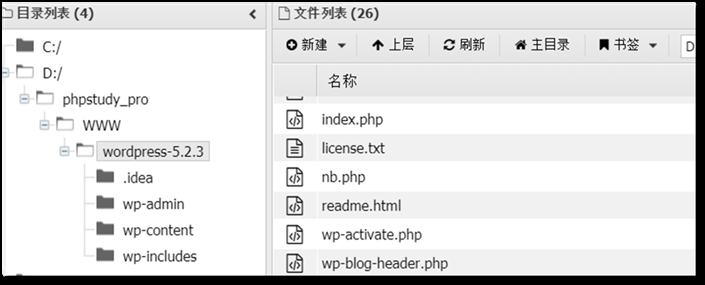 目录列表 (4)
C:/
D:/
phpstudy_pro
WWW
wordpress-5.2.3
.idea
wp-admin
wp-content
wp-includes
文件列表 (26)
新建 上层 刷新 主目录 书签 D
名称
index.php
license.txt
nb.php
readme.html
wp-activate.php
wp-blog-header.php